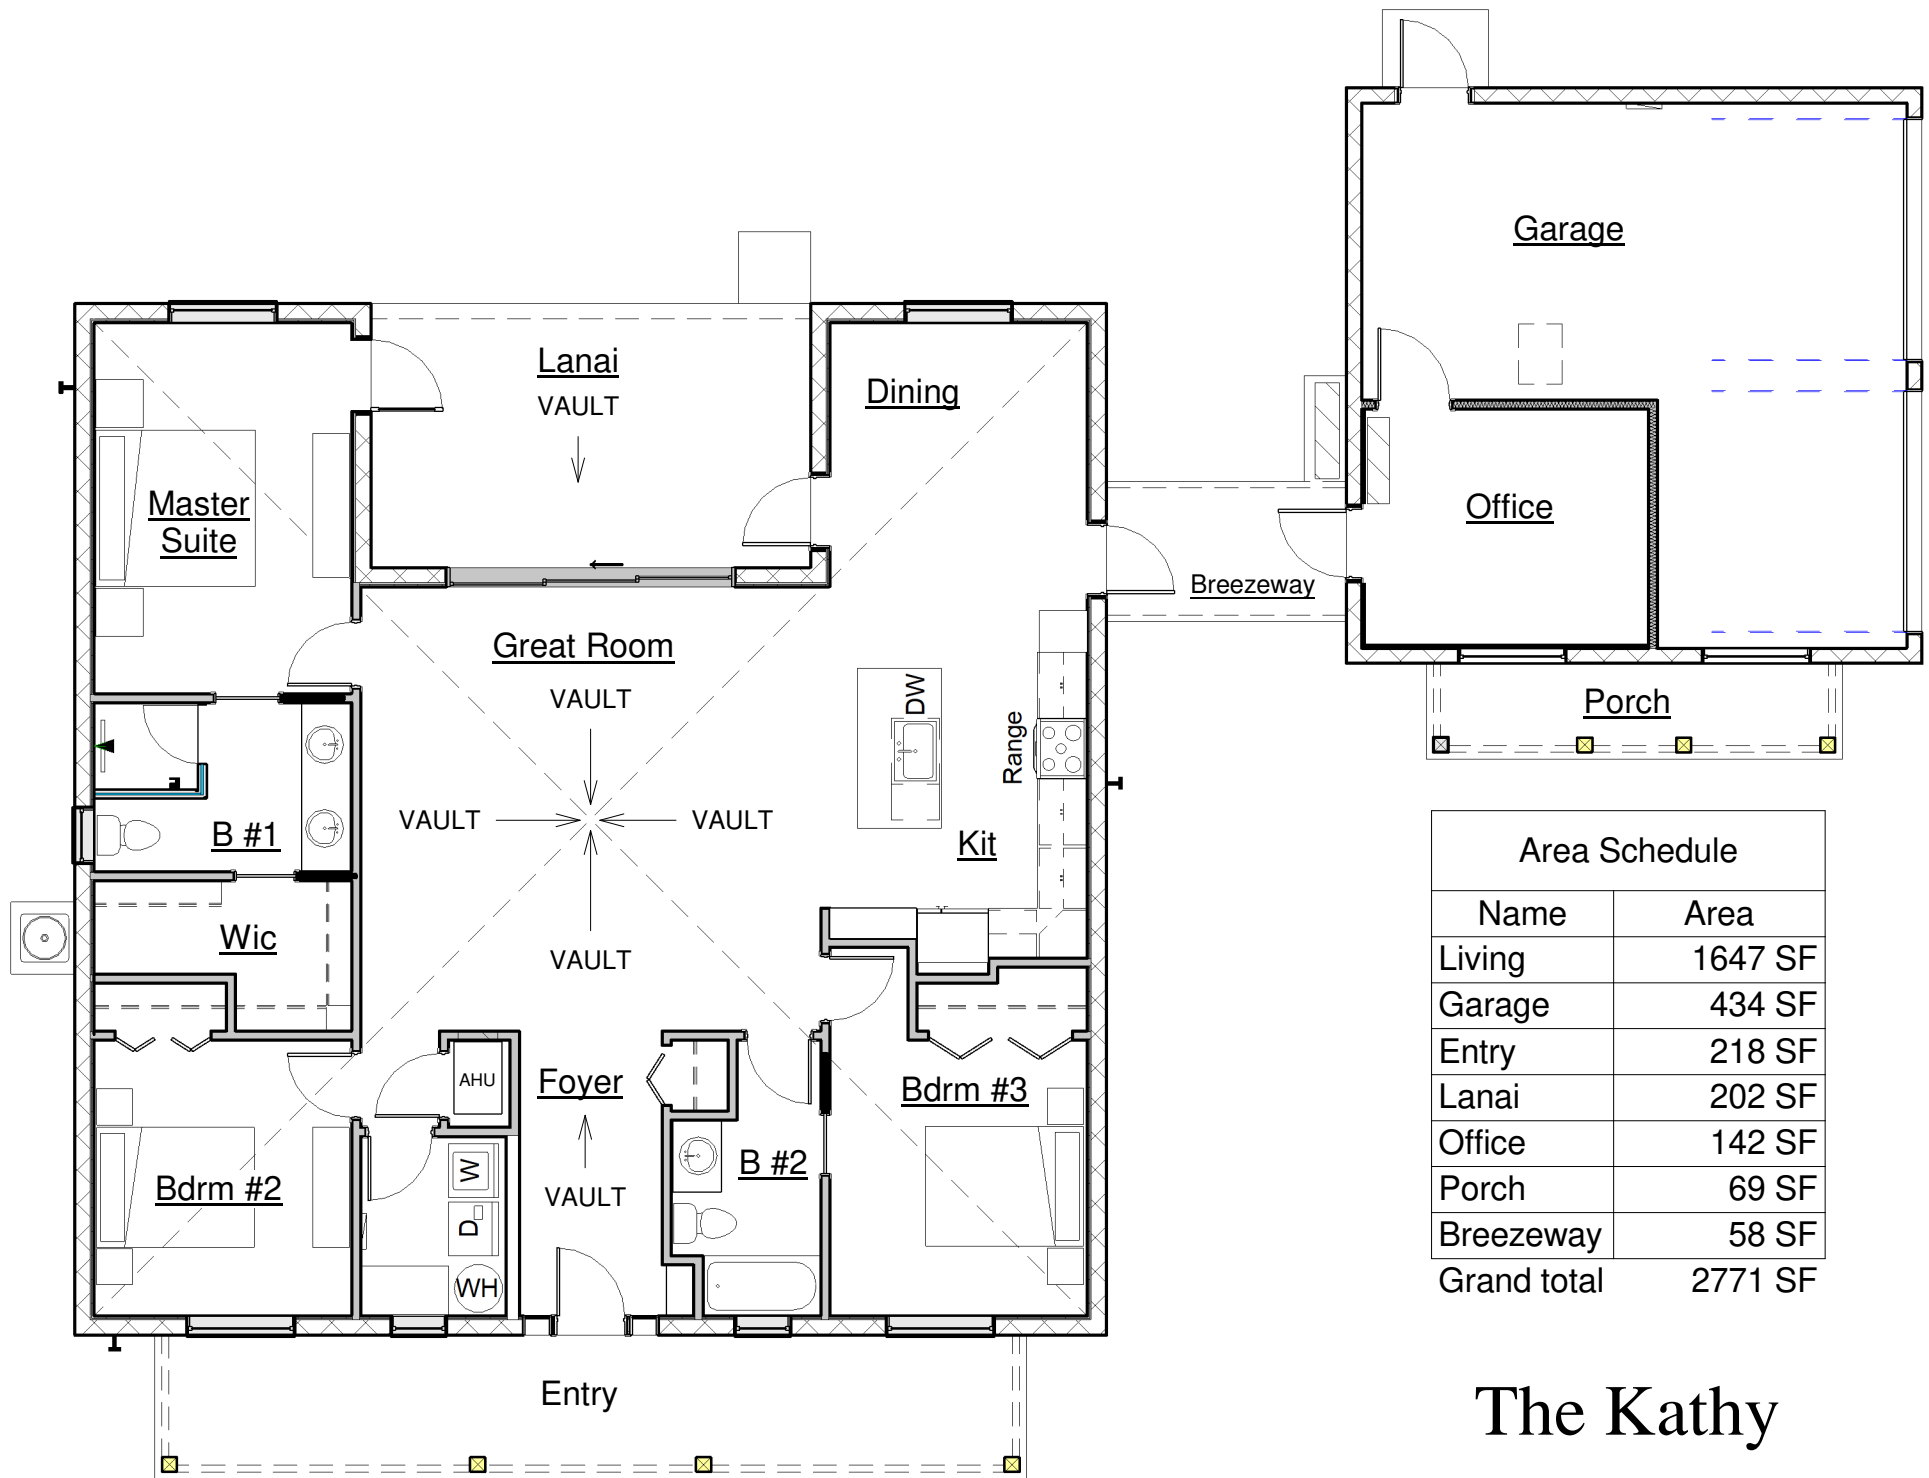 Garage
Lanai
VAULT
Dining
Master
Suite
Office
Breezeway
Great Room
VAULT
DW
Range
Porch
VAULT
VAULT
B #1
Kit
Wic
VAULT
AHU
Foyer
Bdrm #3
W
B #2
Bdrm #2
VAULT
D
WH
Entry
Area Schedule
Name Area
Living 1647 SF
Garage 434 SF
Entry 218 SF
Lanai 202 SF
Office 142 SF
Porch 69 SF
Breezeway 58 SF
Grand total 2771 SF
The Kathy